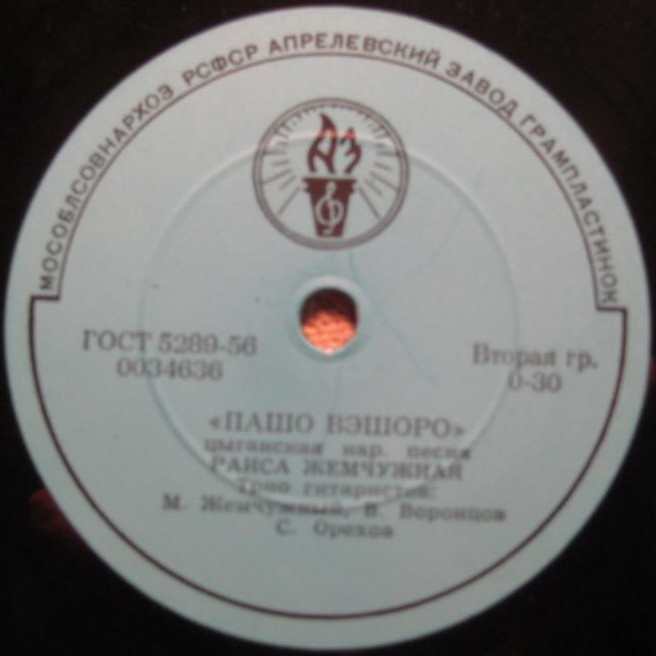 МОСОБЛСОВНАРХОЗ РСФСР АПРЕЛЕВСКИЙ ЗАВОД ГРАМПЛАСТИНОК
АЗ
ГОСТ 5289-56
0034636
Вторая гр.
0-30
«ПАШО ВЭШОРО»
цыганская нар. песня
РАИСА ЖЕМЧУЖНАЯ
Трио гитаристов:
М. Жемчужный, В. Воронцов
С. Орехов